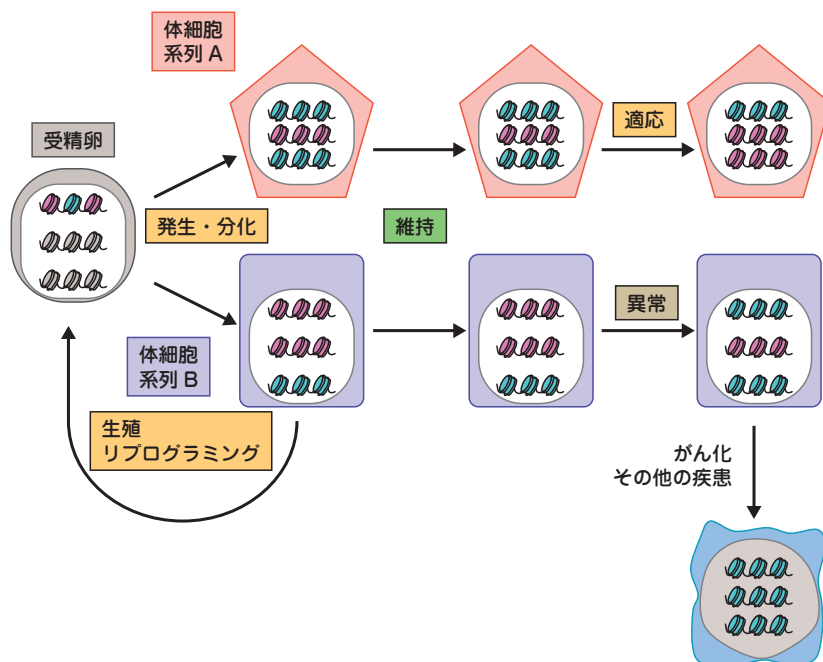 体細胞
系列 A
受精卵
適応
発生・分化
維持
異常
体細胞
系列 B
生殖
リプログラミング
がん化
その他の疾患